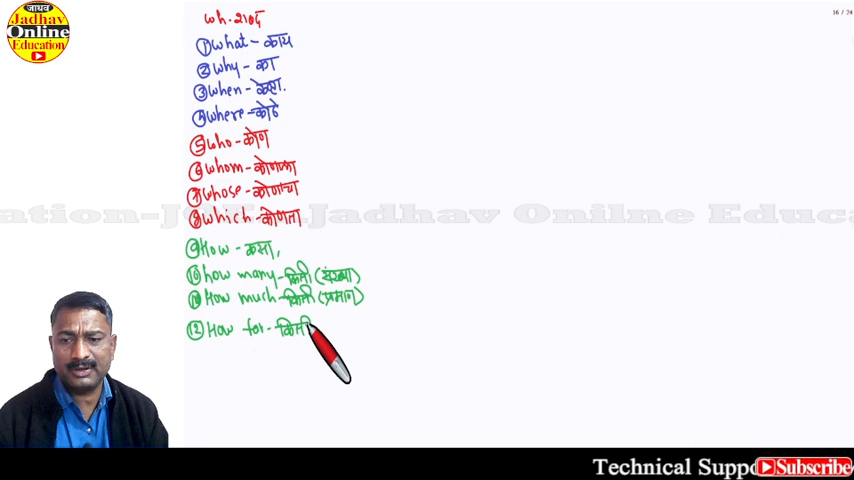 जाधव
Jadhav
Online
Education
16 / 24
wh. शब्द
① what - काय
② why - का
③ when - केव्हा.
④ where - कोठे
⑤ who - कोण
⑥ whom - कोणाला
⑦ whose - कोणाचा
⑧ which - कोणता
ation-J Jadhav Onilne Educa
⑨ How - कसा,
⑩ how many - किती (संख्या)
How much - किती (प्रमाण)
⑫ How far - किती
Technical Suppo Subscribe